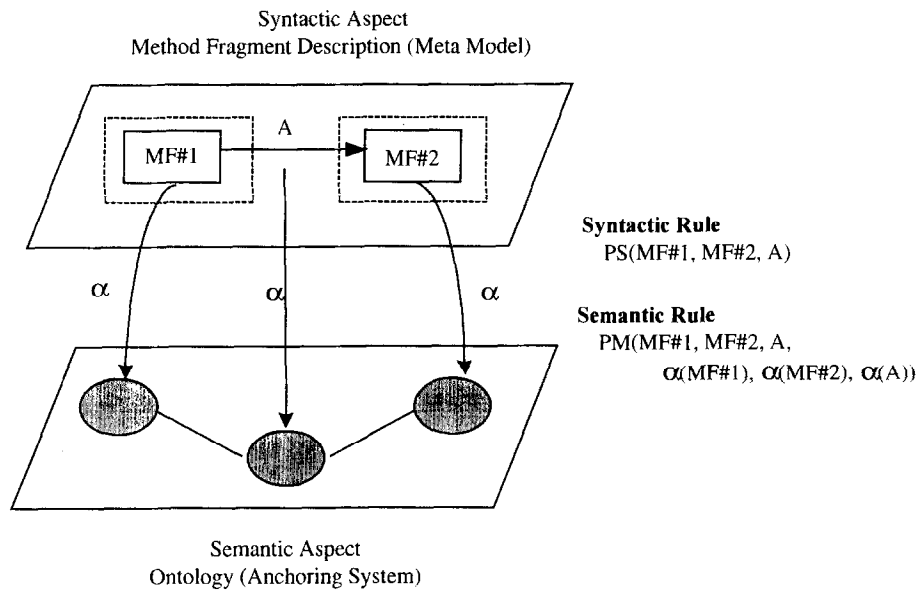 Syntactic Aspect
Method Fragment Description (Meta Model)
A
MF#1
MF#2
Syntactic Rule
PS(MF#1, MF#2, A)
α
α
α
Semantic Rule
PM(MF#1, MF#2, A,
α(MF#1), α(MF#2), α(A))
Semantic Aspect
Ontology (Anchoring System)